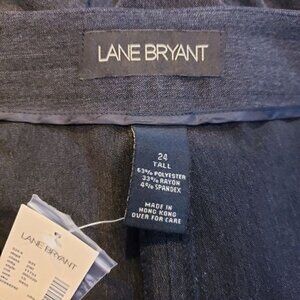 LANE BRYANT
24
TALL
63% POLYESTER
33% RAYON
4% SPANDEX
MADE IN
HONG KONG
OVER FOR CARE
LANE BRYANT